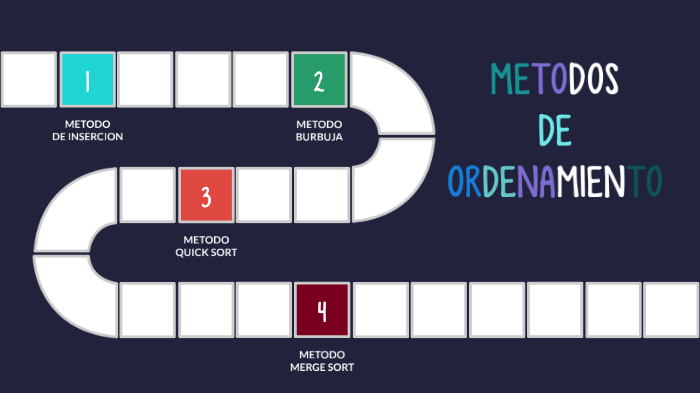 1
METODO
DE INSERCION
2
METODO
BURBUJA
METODOS
DE
ORDENAMIENTO
3
METODO
QUICK SORT
4
METODO
MERGE SORT